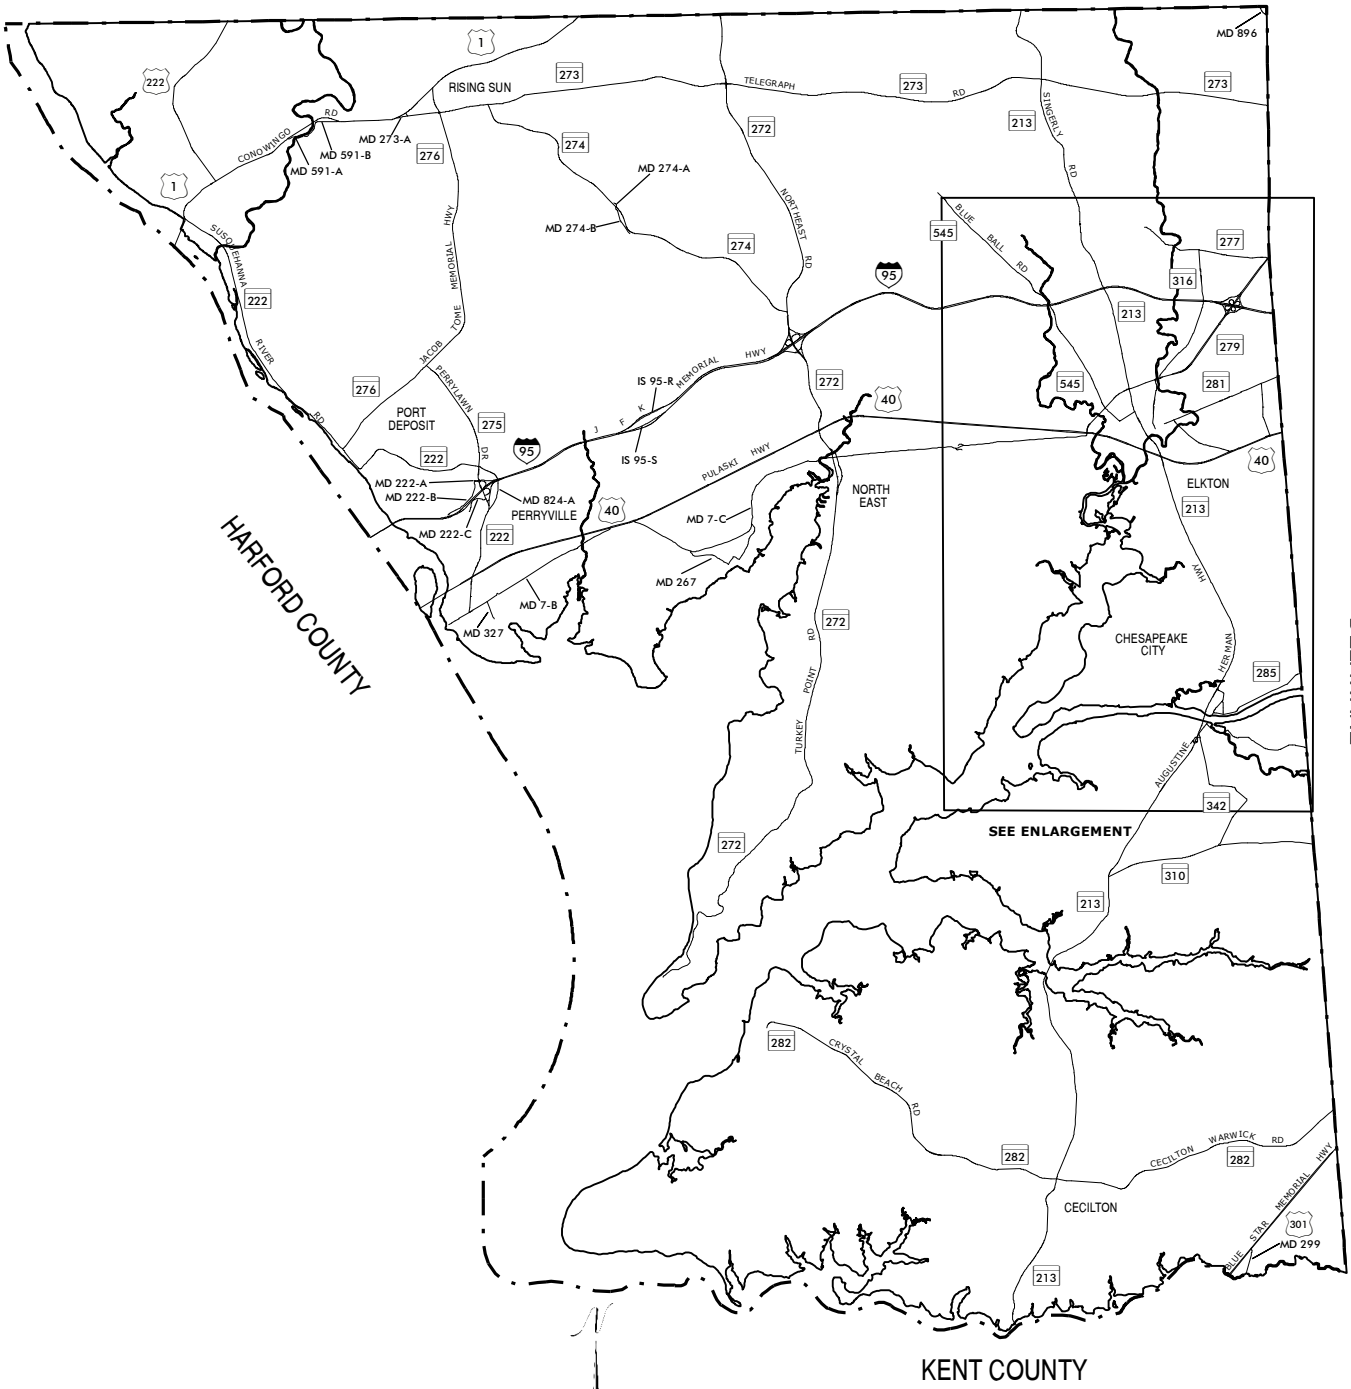 MD 896
1
222
273
RISING SUN
TELEGRAPH
273
RD
273
272
SINGERLY
RD
213
CONOWINGO
RD
MD 273-A
MD 591-B
MD 591-A
276
274
MD 274-A
MD 274-B
1
NORTHEAST
RD
274
BLUE
BALL
RD
545
277
SUSQUEHANNA
RIVER
RD
222
JACOB
TOME
MEMORIAL
HWY
95
316
213
279
281
545
272
40
J
F
K
MEMORIAL
HWY
IS 95-R
IS 95-S
PERRYLAWN
DR
276
275
PORT
DEPOSIT
222
95
MD 222-A
MD 222-B
MD 222-C
MD 824-A
PERRYVILLE
222
40
PULASKI
HWY
MD 7-C
MD 267
MD 7-B
MD 327
NORTH
EAST
40
ELKTON
213
HWY
HERMAN
AUGUSTINE
HARFORD COUNTY
272
TURKEY
POINT
RD
CHESAPEAKE
CITY
285
342
SEE ENLARGEMENT
272
310
213
282
CRYSTAL
BEACH
RD
282
CECILTON
WARWICK
RD
282
CECILTON
BLUE
STAR
MEMORIAL
HWY
301
MD 299
213
N
KENT COUNTY